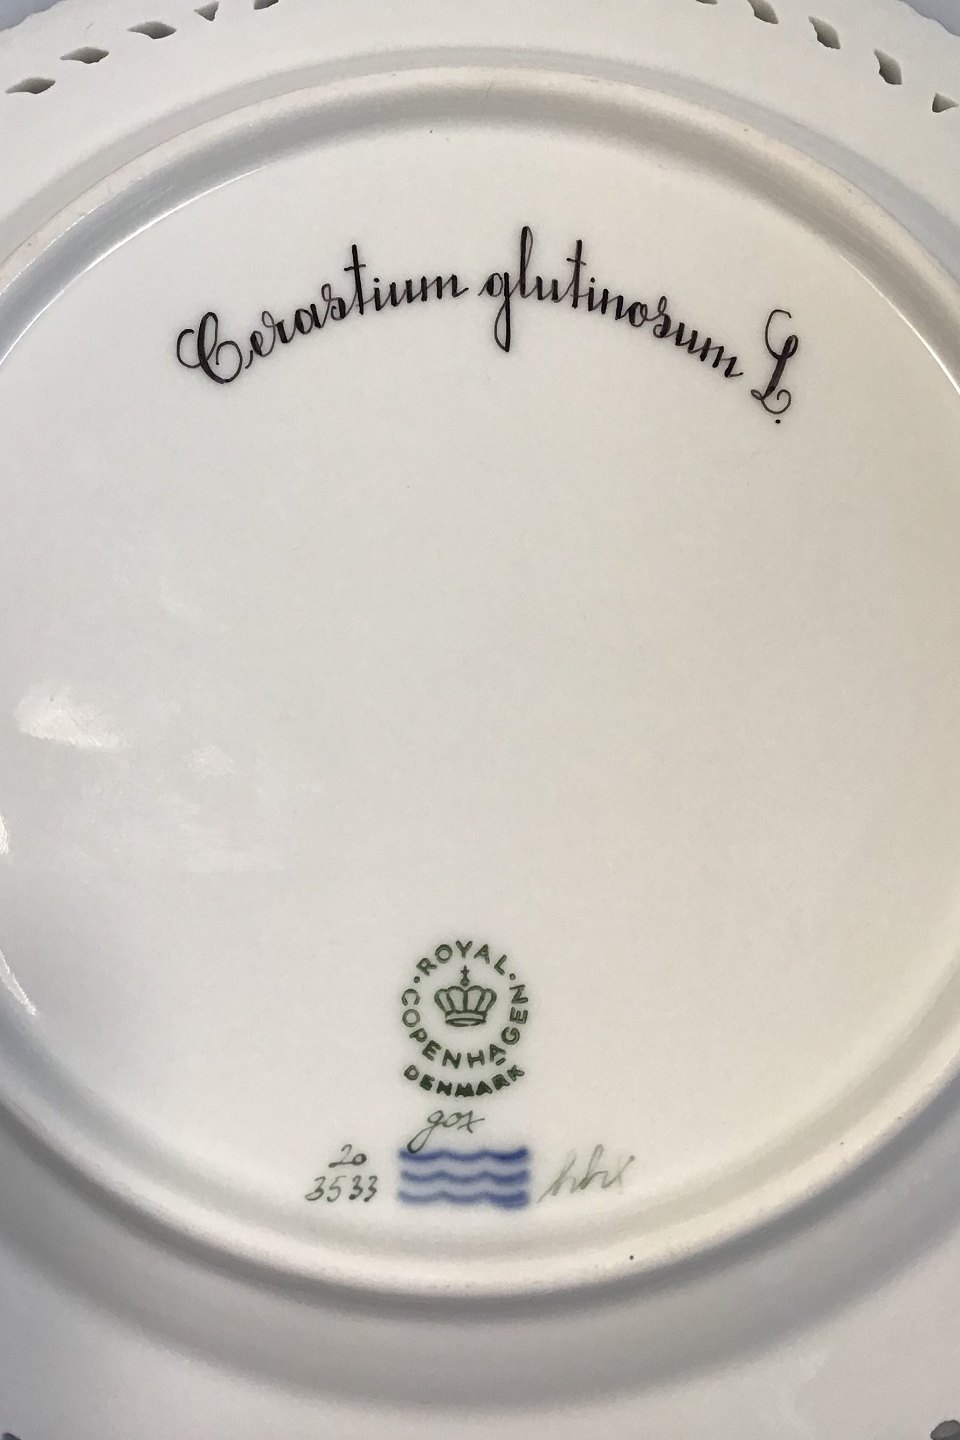 Cerastium glutinosum L.
ROYAL
COPENHAGEN
DENMARK
20
3533